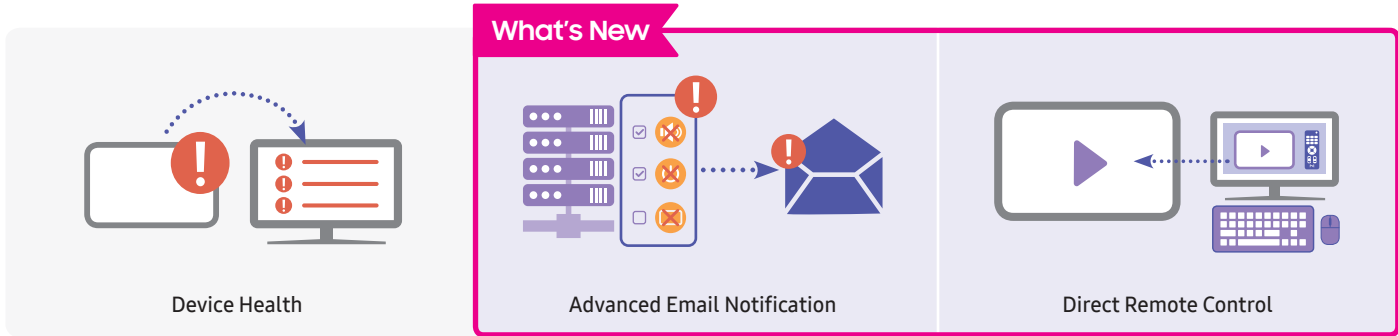 What's New
Device Health
Advanced Email Notification
Direct Remote Control